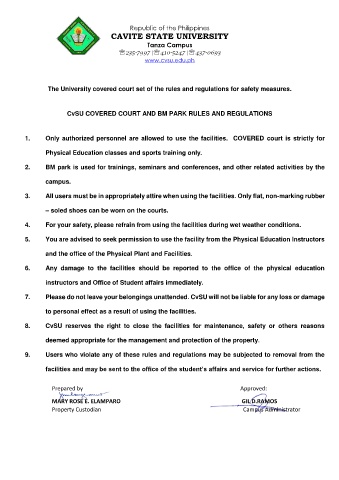 Republic of the Philippines
CAVITE STATE UNIVERSITY
Tanza Campus
☏235-7997 |☏410-5247 |☏437-0693
www.cvsu.edu.ph
The University covered court set of the rules and regulations for safety measures.
CvSU COVERED COURT AND BM PARK RULES AND REGULATIONS
1. Only authorized personnel are allowed to use the facilities. COVERED court is strictly for
Physical Education classes and sports training only.
2. BM park is used for trainings, seminars and conferences, and other related activities by the
campus.
3. All users must be in appropriately attire when using the facilities. Only flat, non-marking rubber
– soled shoes can be worn on the courts.
4. For your safety, please refrain from using the facilities during wet weather conditions.
5. You are advised to seek permission to use the facility from the Physical Education Instructors
and the office of the Physical Plant and Facilities.
6. Any damage to the facilities should be reported to the office of the physical education
instructors and Office of Student affairs immediately.
7. Please do not leave your belongings unattended. CvSU will not be liable for any loss or damage
to personal effect as a result of using the facilities.
8. CvSU reserves the right to close the facilities for maintenance, safety or others reasons
deemed appropriate for the management and protection of the property.
9. Users who violate any of these rules and regulations may be subjected to removal from the
facilities and may be sent to the office of the student's affairs and service for further actions.
Prepared by Approved:
MARY ROSE E. ELAMPARO GIL D.RAMOS
Property Custodian Campus Administrator